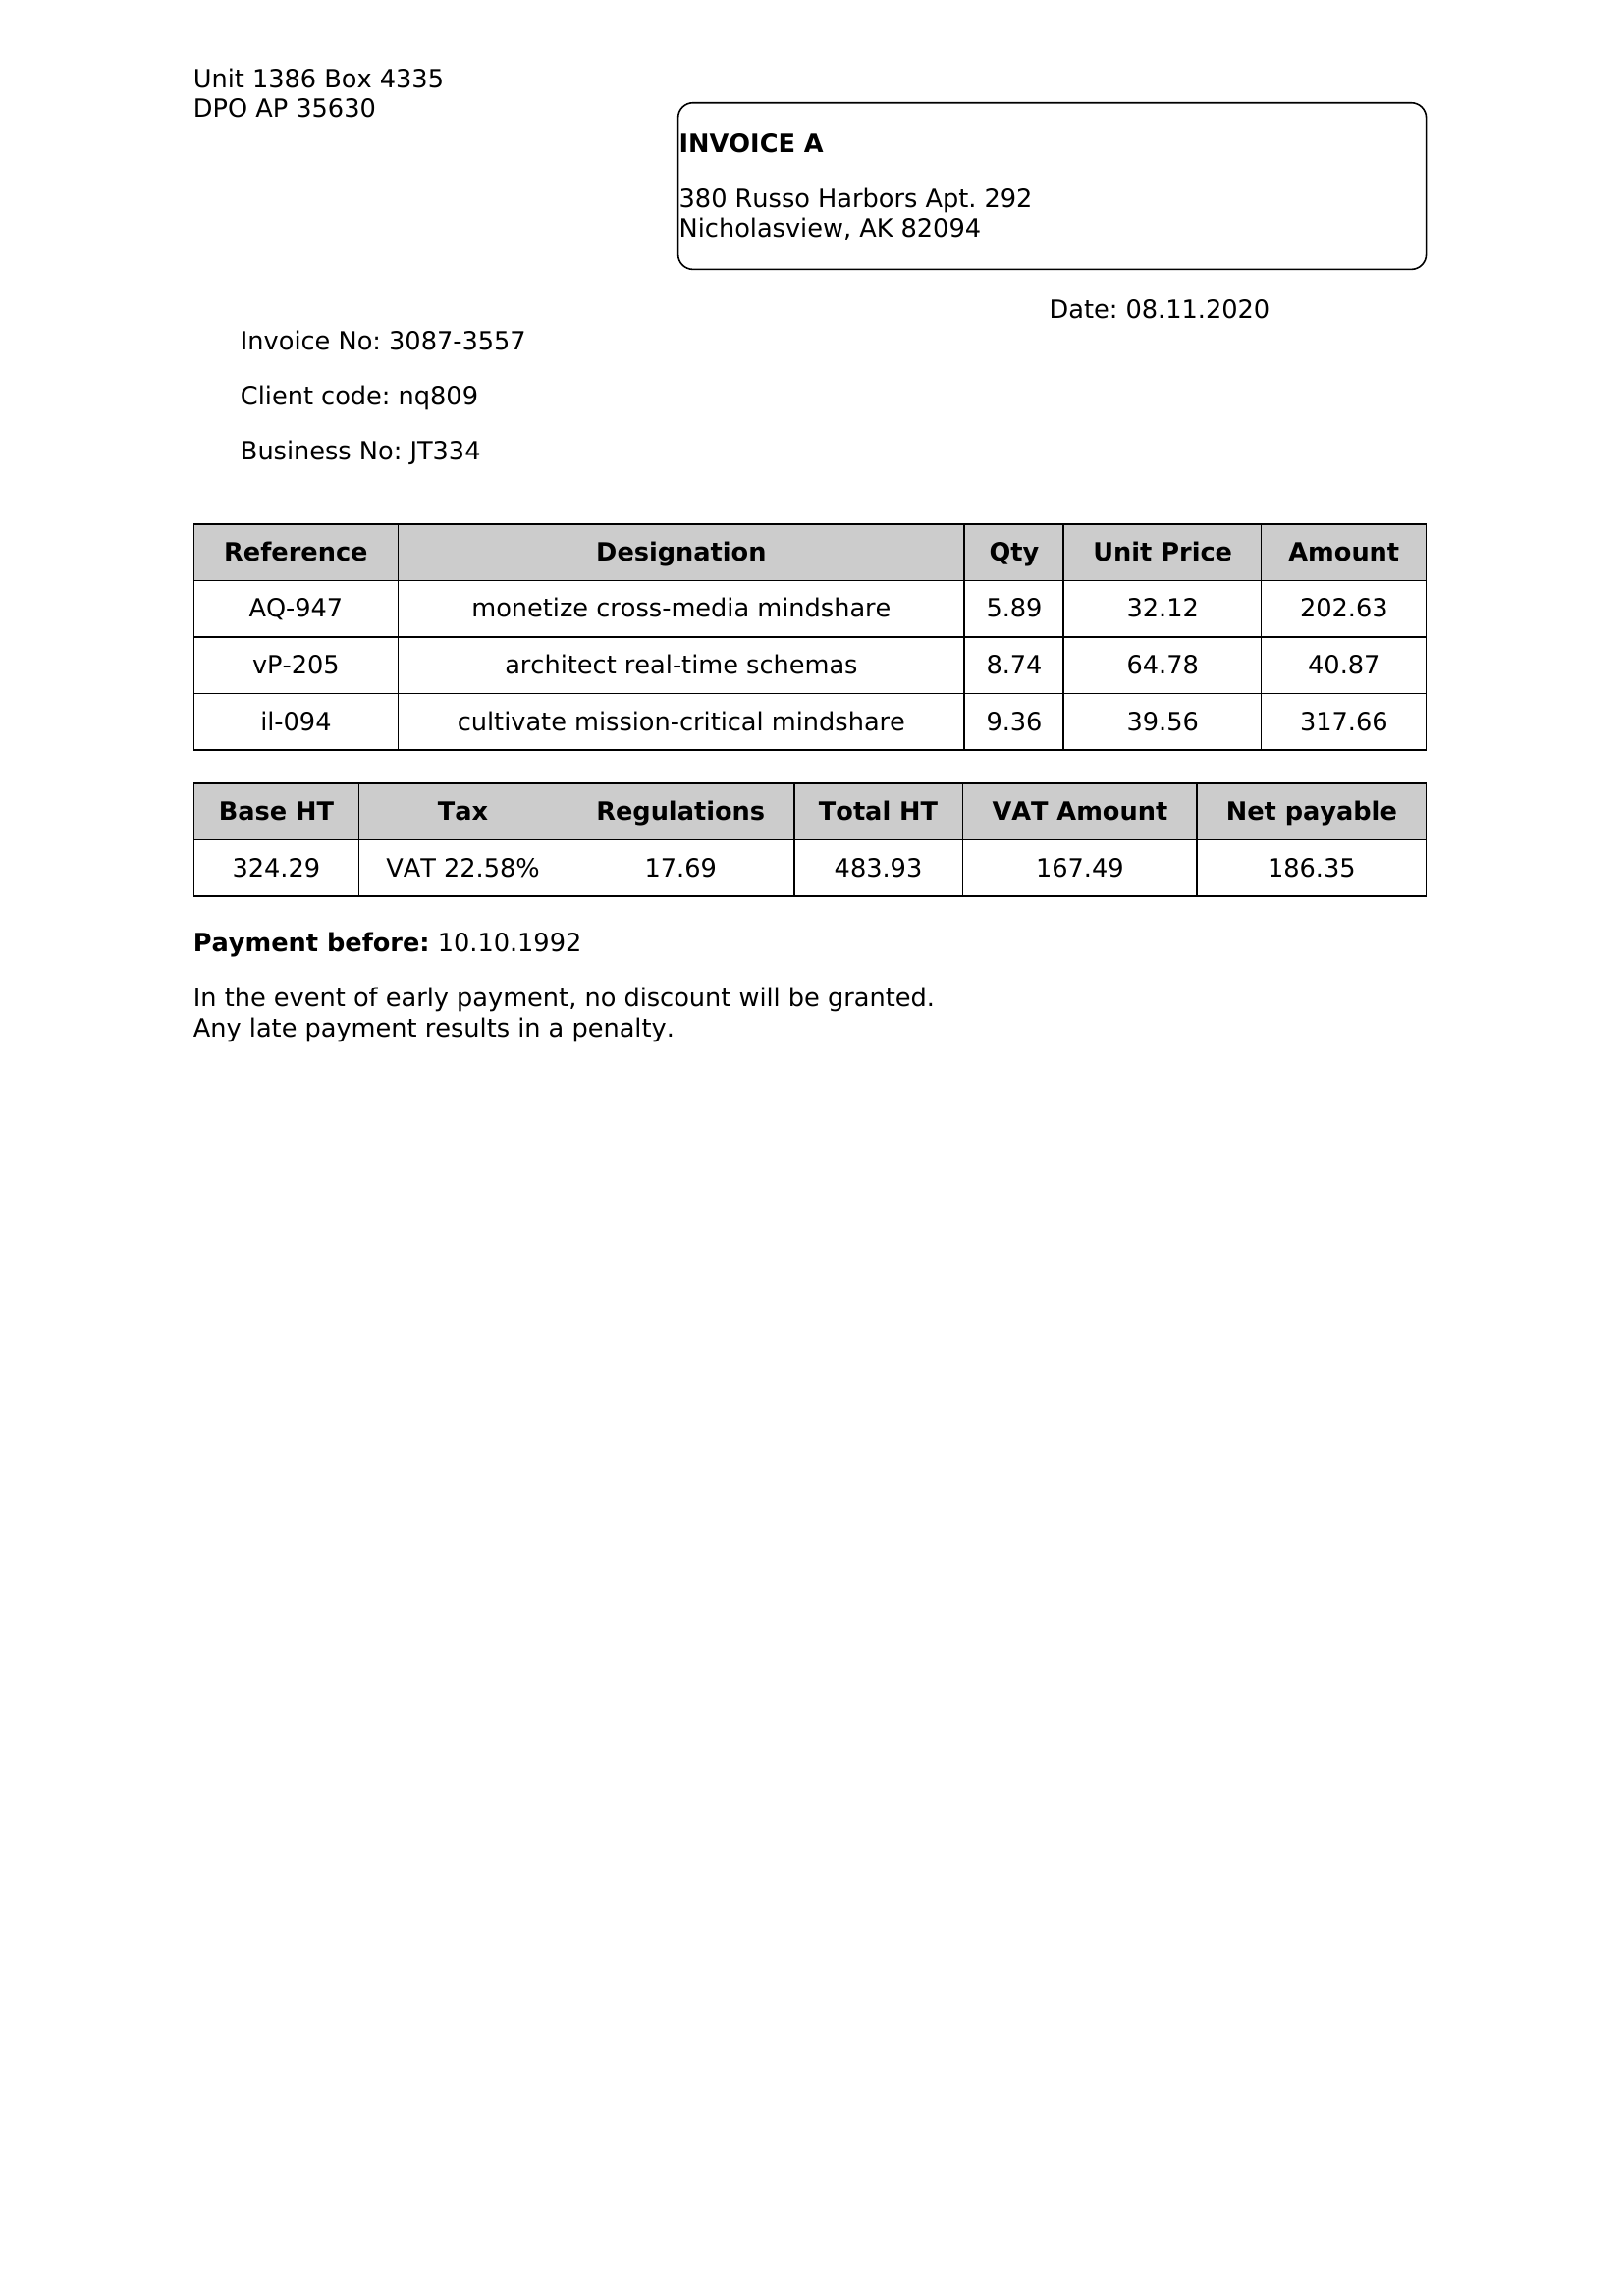 Unit 1386 Box 4335
DPO AP 35630
INVOICE A
380 Russo Harbors Apt. 292
Nicholasview, AK 82094
Date: 08.11.2020
Invoice No: 3087-3557
Client code: nq809
Business No: JT334
Reference Designation Qty Unit Price Amount
AQ-947 monetize cross-media mindshare 5.89 32.12 202.63
vP-205 architect real-time schemas 8.74 64.78 40.87
il-094 cultivate mission-critical mindshare 9.36 39.56 317.66
Base HT Tax Regulations Total HT VAT Amount Net payable
324.29 VAT 22.58% 17.69 483.93 167.49 186.35
Payment before: 10.10.1992
In the event of early payment, no discount will be granted.
Any late payment results in a penalty.